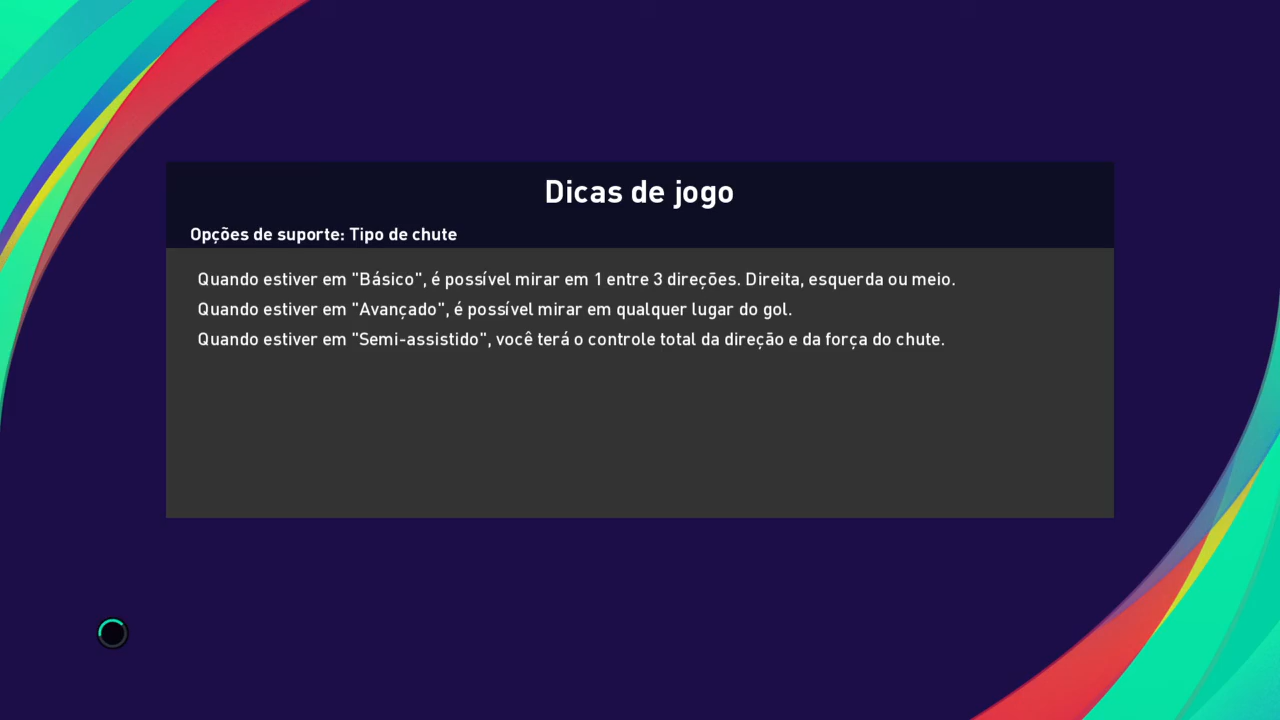 Dicas de jogo
Opções de suporte: Tipo de chute
Quando estiver em "Básico", é possível mirar em 1 entre 3 direções. Direita, esquerda ou meio.
Quando estiver em "Avançado", é possível mirar em qualquer lugar do gol.
Quando estiver em "Semi-assistido", você terá o controle total da direção e da força do chute.